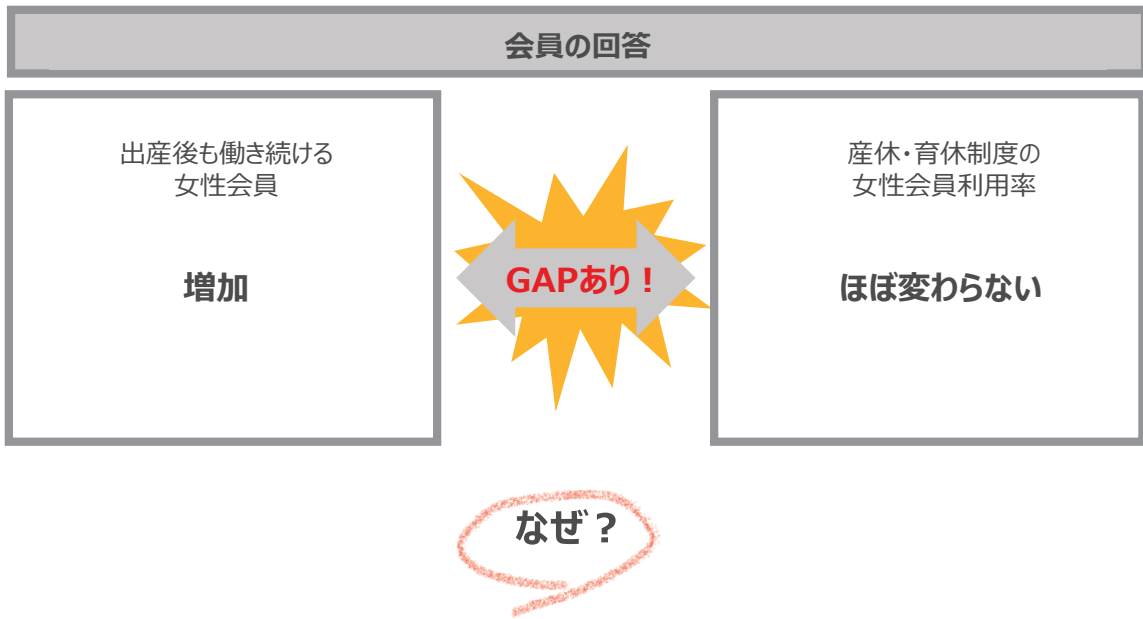 会員の回答
出産後も働き続ける
女性会員
増加
GAPあり！
産休・育休制度の
女性会員利用率
ほぼ変わらない
なぜ？